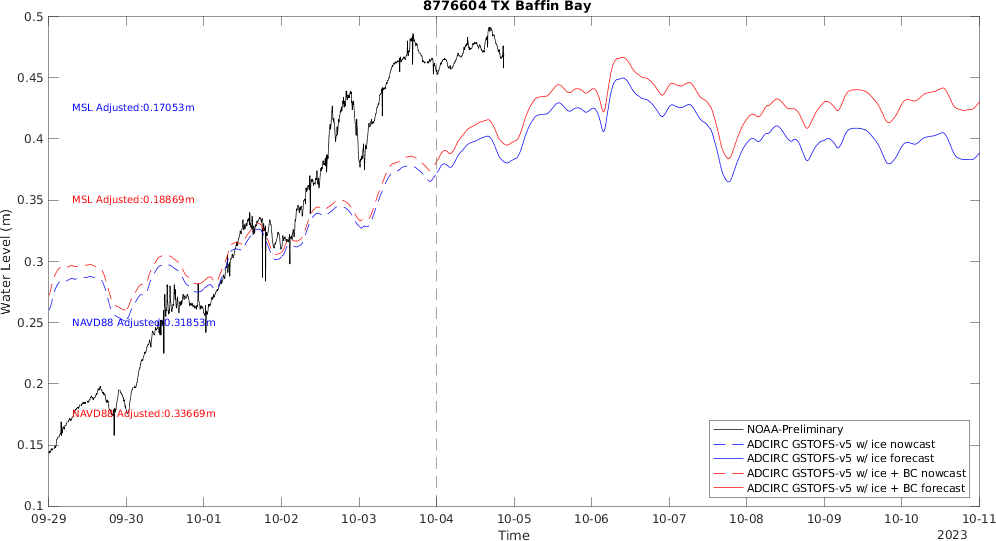 8776604 TX Baffin Bay
0.5
0.45
0.4
0.35
0.3
0.25
0.2
0.15
0.1
Water Level (m)
MSL Adjusted:0.17053m
MSL Adjusted:0.18869m
NAVD88 Adjusted:0.31853m
NAVD88 Adjusted:0.33669m
NOAA-Preliminary
ADCIRC GSTOFS-v5 w/ ice nowcast
ADCIRC GSTOFS-v5 w/ ice forecast
ADCIRC GSTOFS-v5 w/ ice + BC nowcast
ADCIRC GSTOFS-v5 w/ ice + BC forecast
09-29 09-30 10-01 10-02 10-03 10-04 10-05 10-06 10-07 10-08 10-09 10-10 10-11
Time
2023